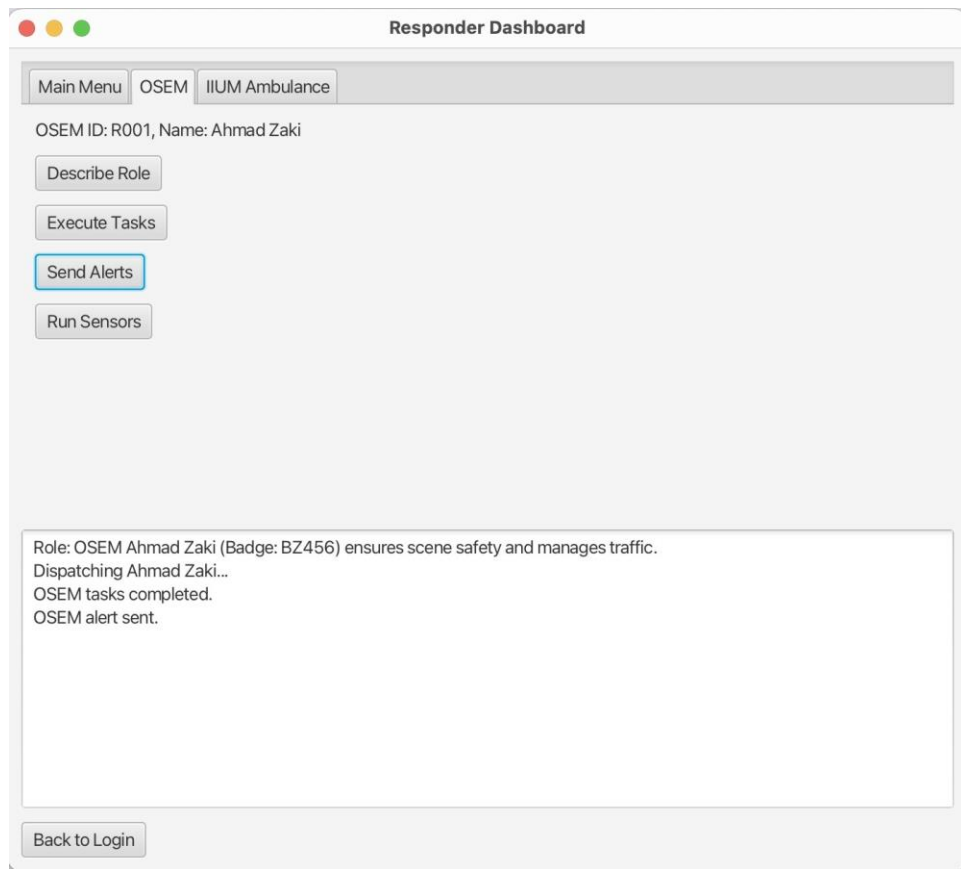 Responder Dashboard
Main Menu OSEM IIUM Ambulance
OSEM ID: R001, Name: Ahmad Zaki
Describe Role
Execute Tasks
Send Alerts
Run Sensors
Role: OSEM Ahmad Zaki (Badge: BZ456) ensures scene safety and manages traffic.
Dispatching Ahmad Zaki...
OSEM tasks completed.
OSEM alert sent.
Back to Login